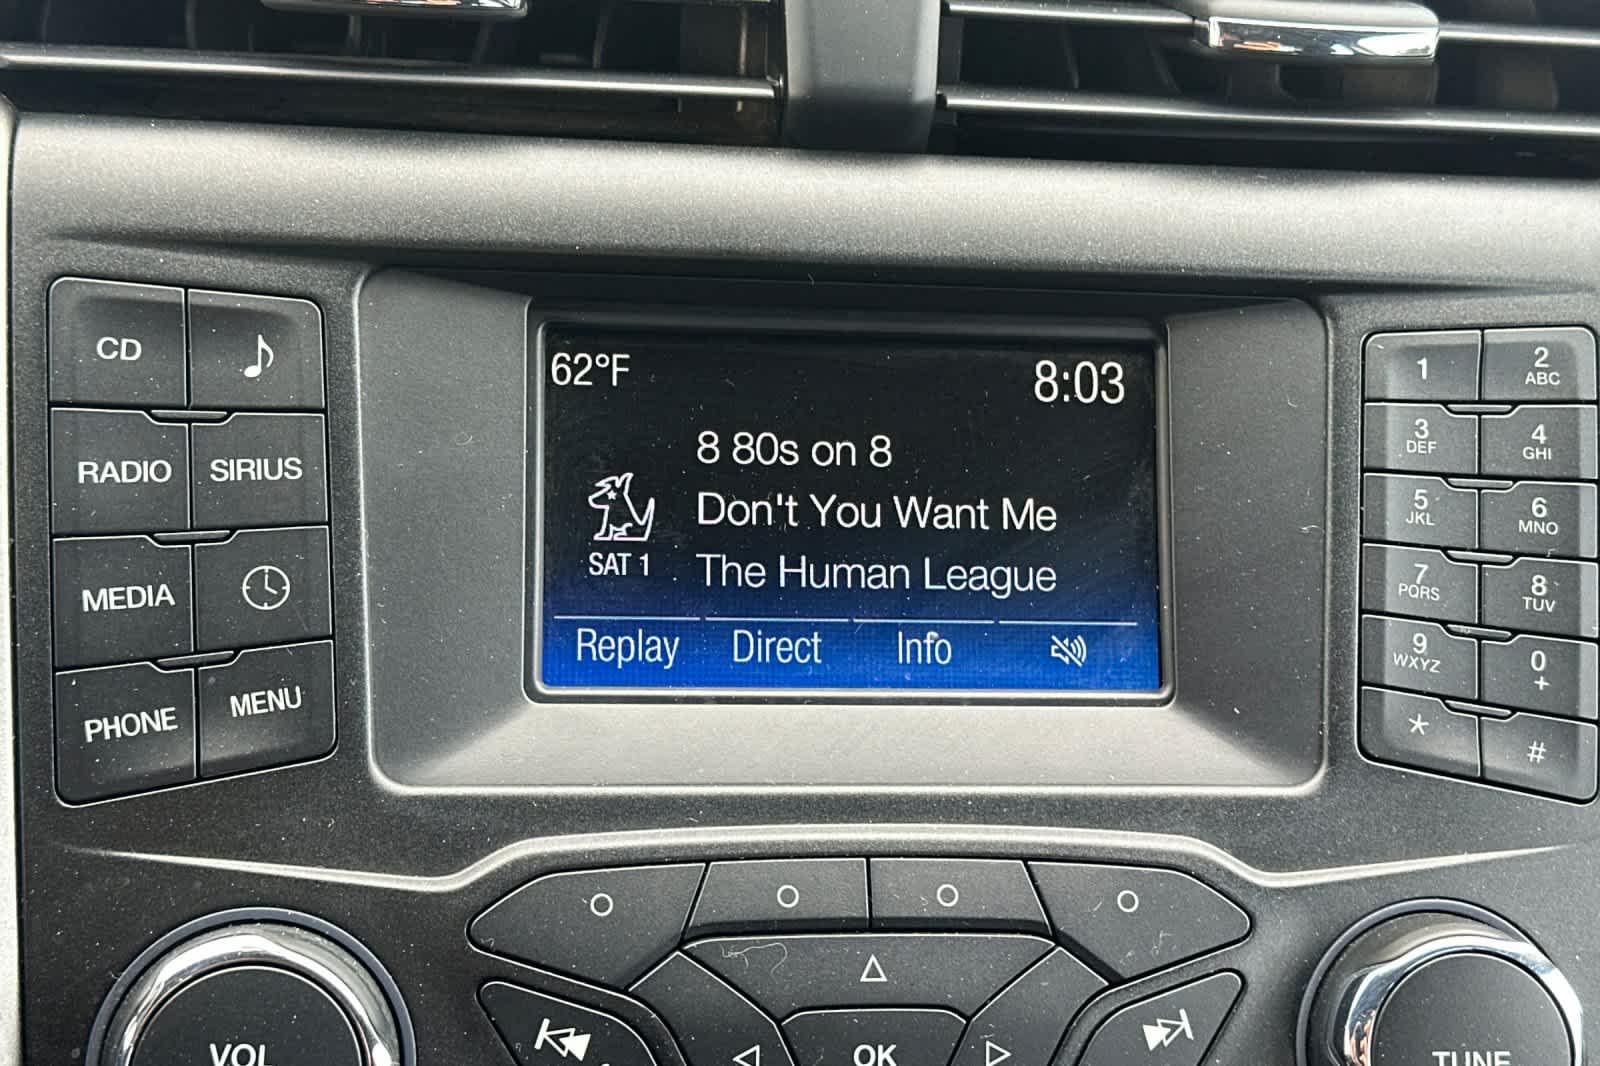 62°F
8:03
8 80s on 8
Don't You Want Me
SAT 1
The Human League
Replay Direct Info
CD
RADIO SIRIUS
MEDIA
PHONE MENU
1 2 ABC
3 DEF 4 GHI
5 JKL 6 MNO
7 PQRS 8 TUV
9 WXYZ 0 +
* #
VOL
OK
TUNE